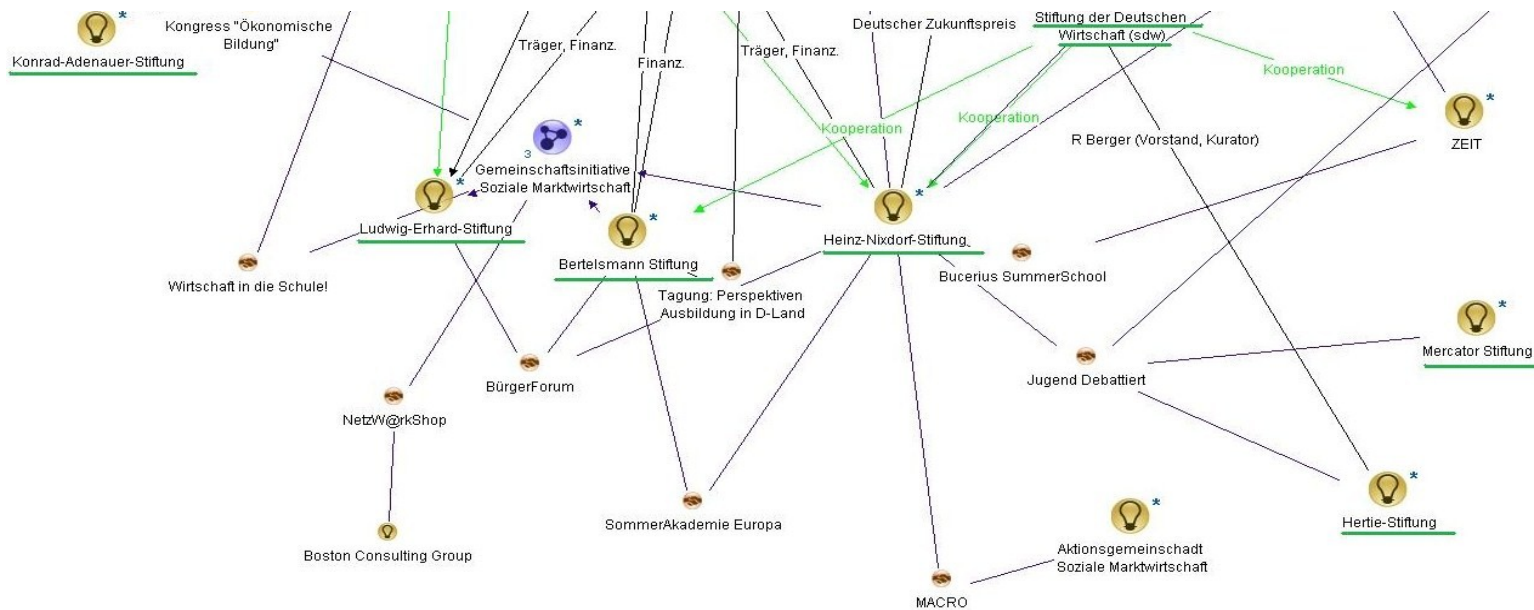 Kongress "Ökonomische
Bildung"
Deutscher Zukunftspreis
Stiftung der Deutschen
Wirtschaft (sdw)
*
Konrad-Adenauer-Stiftung
Träger, Finanz.
Finanz.
Träger, Finanz.
Kooperation
*
ZEIT
*
3
Gemeinschaftsinitiative
Soziale Marktwirtschaft
Kooperation
Kooperation
R Berger (Vorstand, Kurator)
*
Ludwig-Erhard-Stiftung
*
Bertelsmann Stiftung
*
Heinz-Nixdorf-Stiftung
Wirtschaft in die Schule!
Tagung: Perspektiven
Ausbildung in D-Land
Bucerius SummerSchool
*
Mercator Stiftung
BürgerForum
Jugend Debattiert
NetzW@rkShop
SommerAkademie Europa
*
Hertie-Stiftung
Boston Consulting Group
*
Aktionsgemeinschadt
Soziale Marktwirtschaft
MACRO